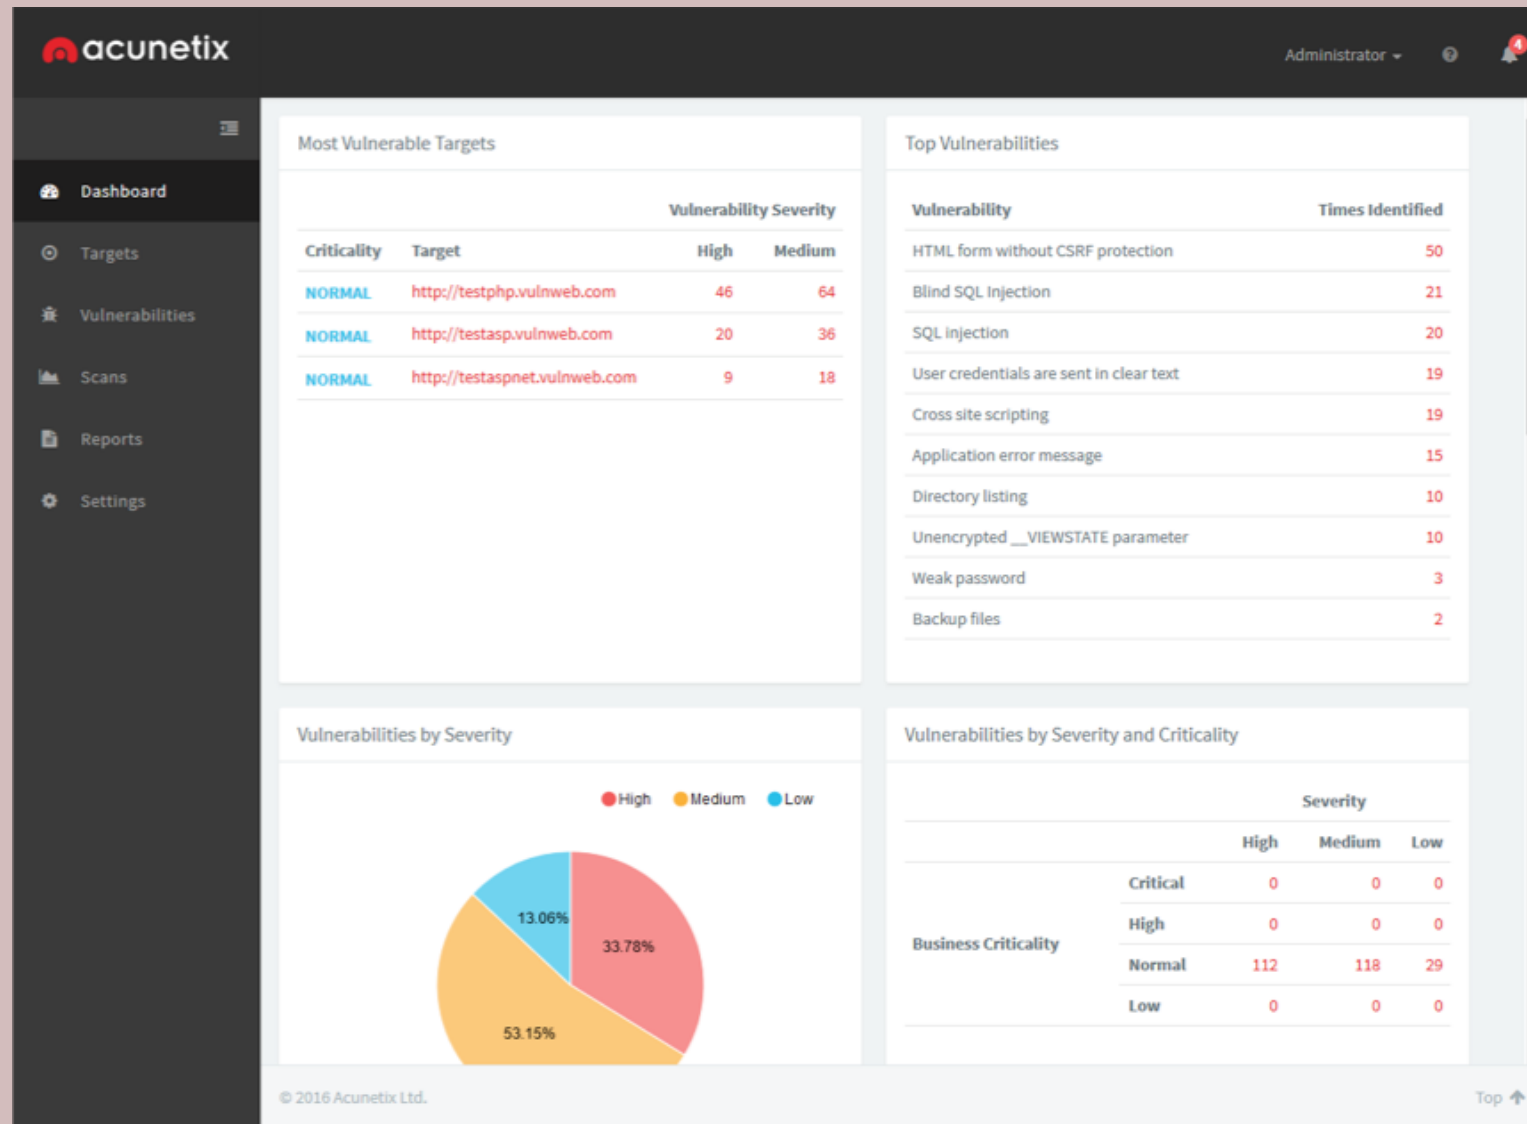 acunetix
Administrator
4
Dashboard
Targets
Vulnerabilities
Scans
Reports
Settings
Most Vulnerable Targets
Vulnerability Severity
Criticality Target High Medium
NORMAL http://testphp.vulnweb.com 46 64
NORMAL http://testasp.vulnweb.com 20 36
NORMAL http://testaspnet.vulnweb.com 9 18
Top Vulnerabilities
Vulnerability Times Identified
HTML form without CSRF protection 50
Blind SQL Injection 21
SQL injection 20
User credentials are sent in clear text 19
Cross site scripting 19
Application error message 15
Directory listing 10
Unencrypted __VIEWSTATE parameter 10
Weak password 3
Backup files 2
Vulnerabilities by Severity
High Medium Low
13.06%
33.78%
53.15%
Vulnerabilities by Severity and Criticality
Severity
High Medium Low
Business Criticality
Critical 0 0 0
High 0 0 0
Normal 112 118 29
Low 0 0 0
© 2016 Acunetix Ltd.
Top